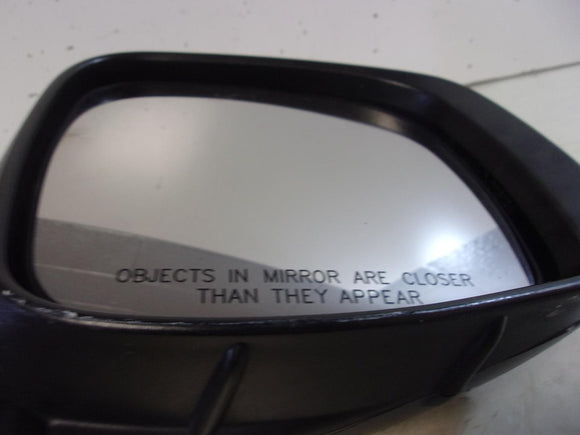 OBJECTS IN MIRROR ARE CLOSER
THAN THEY APPEAR